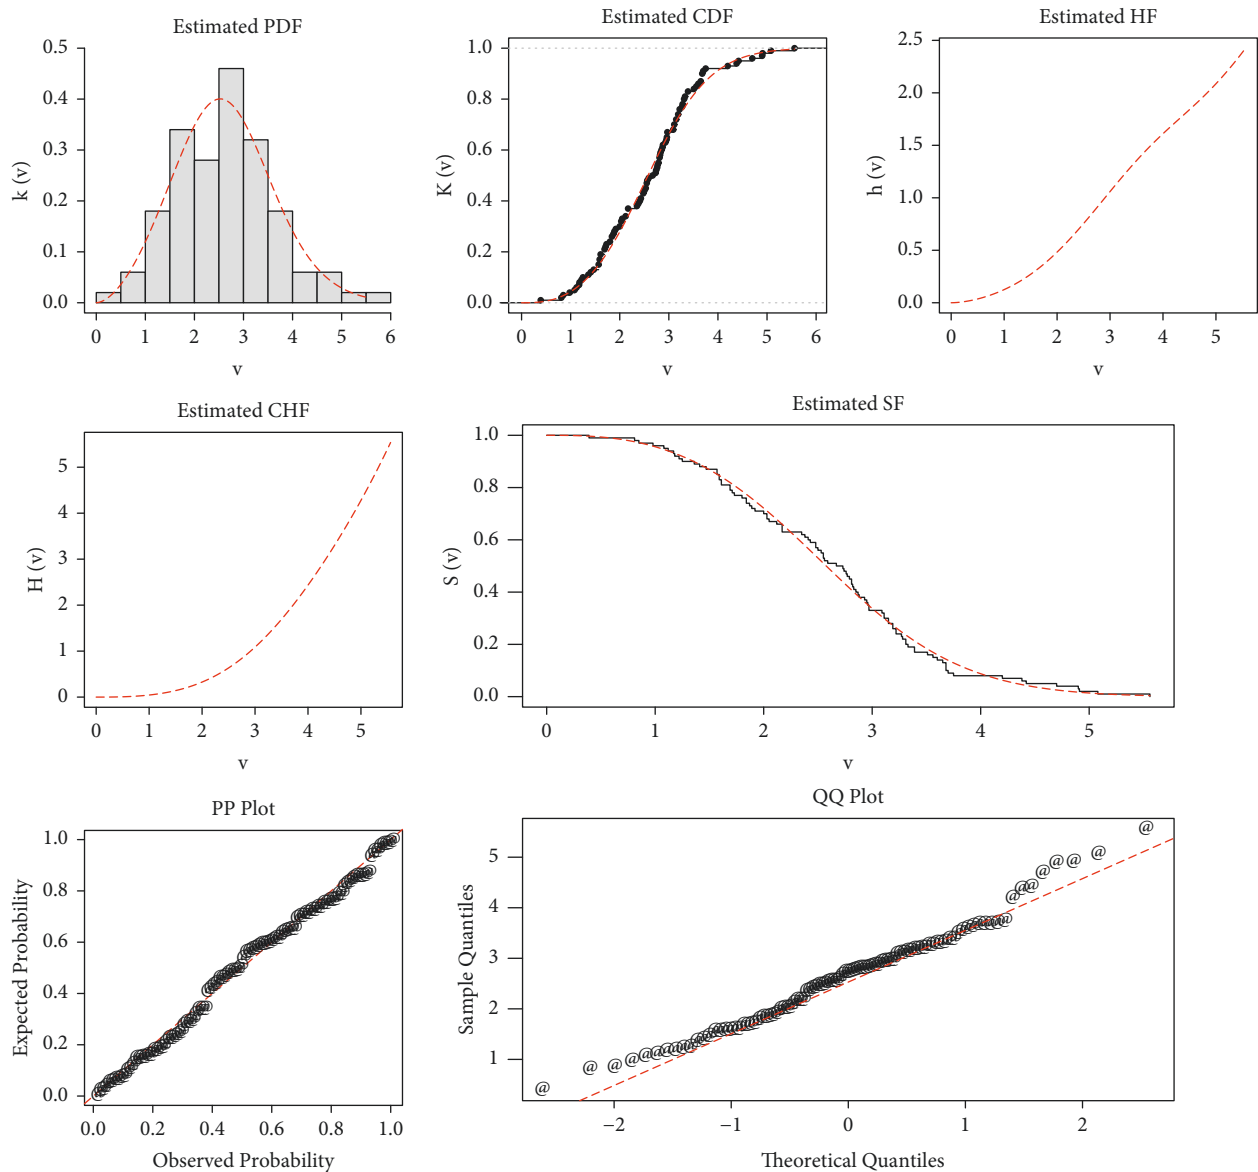 Estimated PDF
k (v)
0.5
0.4
0.3
0.2
0.1
0.0
0 1 2 3 4 5 6
v
Estimated CDF
K (v)
1.0
0.8
0.6
0.4
0.2
0.0
0 1 2 3 4 5 6
v
Estimated HF
h (v)
2.5
2.0
1.5
1.0
0.5
0.0
0 1 2 3 4 5
v
Estimated CHF
H (v)
5
4
3
2
1
0
0 1 2 3 4 5
v
Estimated SF
S (v)
1.0
0.8
0.6
0.4
0.2
0.0
0 1 2 3 4 5
v
PP Plot
Expected Probability
1.0
0.8
0.6
0.4
0.2
0.0
0.0 0.2 0.4 0.6 0.8 1.0
Observed Probability
QQ Plot
Sample Quantiles
5
4
3
2
1
−2 −1 0 1 2
Theoretical Quantiles